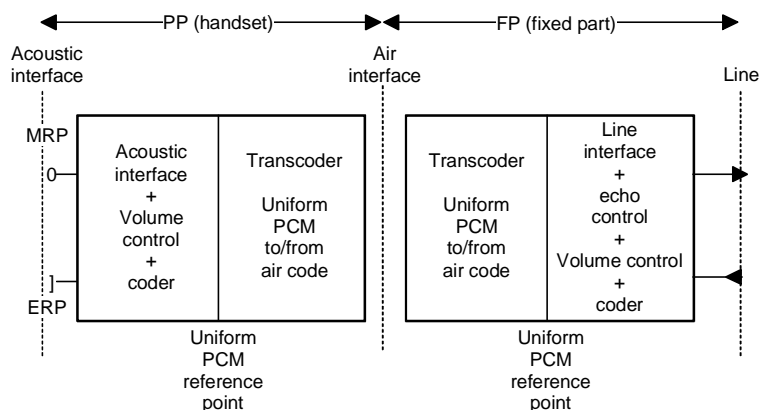 PP (handset)
FP (fixed part)
Acoustic
interface
Air
interface
Line
MRP
0
]
ERP
Acoustic
interface
+
Volume
control
+
coder
Transcoder
Uniform
PCM
to/from
air code
Transcoder
Uniform
PCM
to/from
air code
Line
interface
+
echo
control
+
Volume control
+
coder
Uniform
PCM
reference
point
Uniform
PCM
reference
point